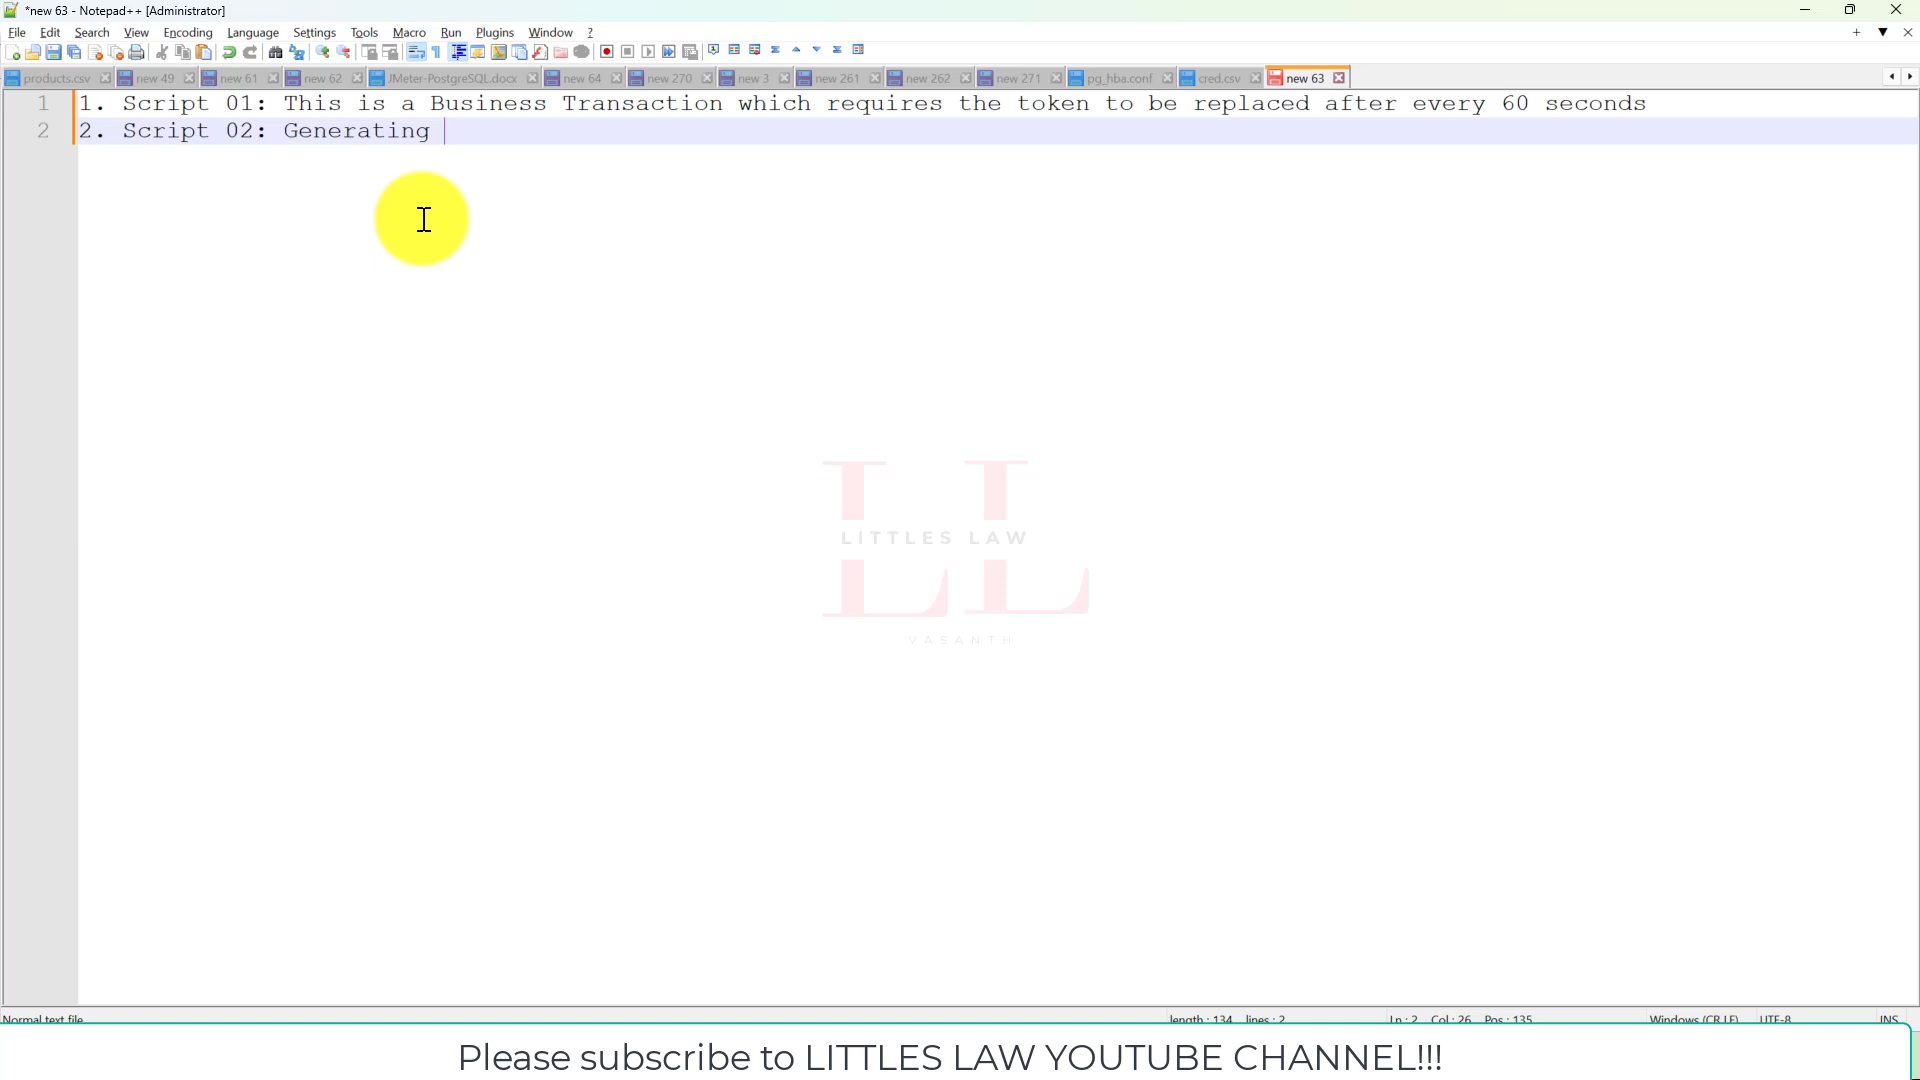 *new 63 - Notepad++ [Administrator]
File Edit Search View Encoding Language Settings Tools Macro Run Plugins Window ?
products.csv new 49 new 61 new 62 JMeter-PostgreSQL.docx new 64 new 270 new 3 new 261 new 262 new 271 pg_hba.conf cred.csv new 63
1 1. Script 01: This is a Business Transaction which requires the token to be replaced after every 60 seconds
2 2. Script 02: Generating
LL
LITTLES LAW
LL
VASANTH
Normal text file length : 134 lines : 2 Ln : 2 Col : 26 Pos : 135 Windows (CR LF) UTF-8 INS
Please subscribe to LITTLES LAW YOUTUBE CHANNEL!!!